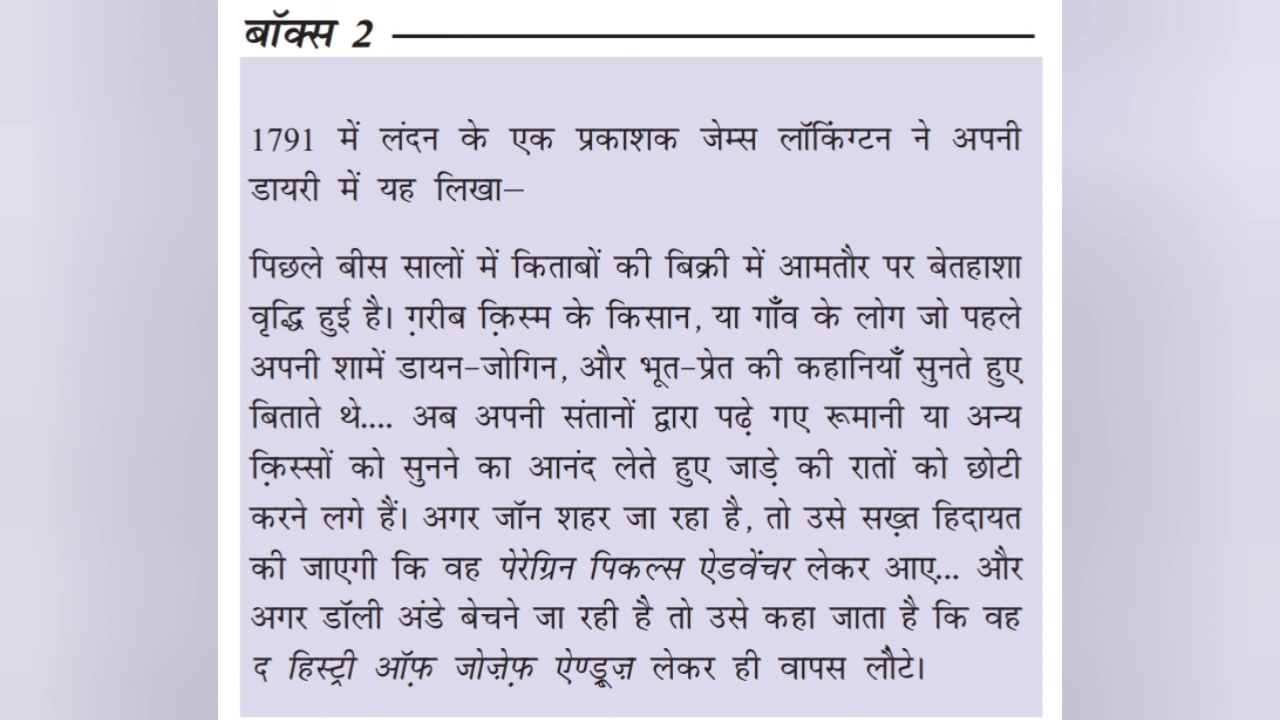 बॉक्स 2
1791 में लंदन के एक प्रकाशक जेम्स लॉकिंग्टन ने अपनी
डायरी में यह लिखा–
पिछले बीस सालों में किताबों की बिक्री में आमतौर पर बेतहाशा
वृद्धि हुई है। ग़रीब क़िस्म के किसान, या गाँव के लोग जो पहले
अपनी शामें डायन-जोगिन, और भूत-प्रेत की कहानियाँ सुनते हुए
बिताते थे.... अब अपनी संतानों द्वारा पढ़े गए रूमानी या अन्य
क़िस्सों को सुनने का आनंद लेते हुए जाड़े की रातों को छोटी
करने लगे हैं। अगर जॉन शहर जा रहा है, तो उसे सख़्त हिदायत
की जाएगी कि वह पेरेग्रिन पिकल्स ऐडवेंचर लेकर आए... और
अगर डॉली अंडे बेचने जा रही है तो उसे कहा जाता है कि वह
द हिस्ट्री ऑफ़ जोज़ेफ़ ऐण्ड्रूज़ लेकर ही वापस लौटे।